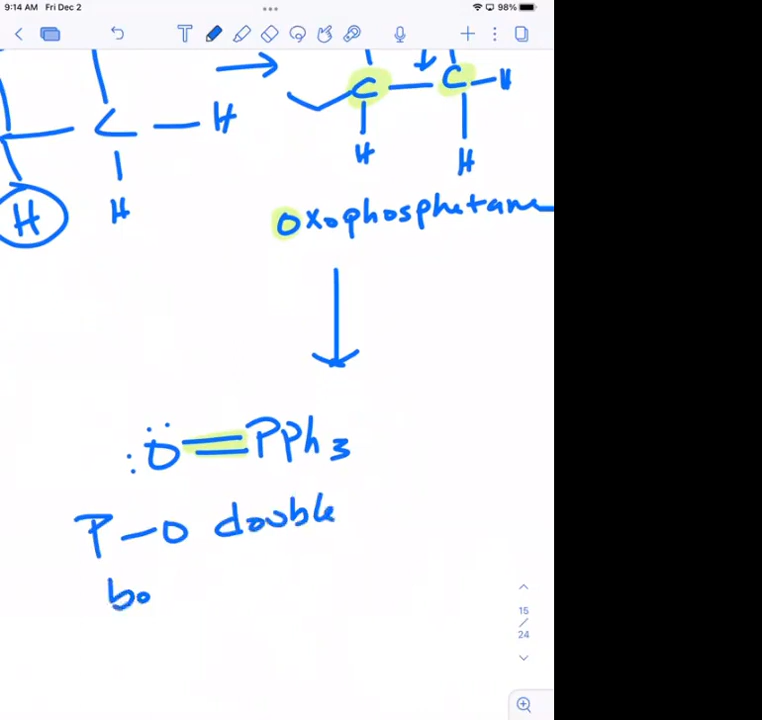 9:14 AM Fri Dec 2
98%
T
C — C — H
C — H
H H
H H
Oxophosphetane
:Ö=PPh3
P—O double
bo
15
/
24